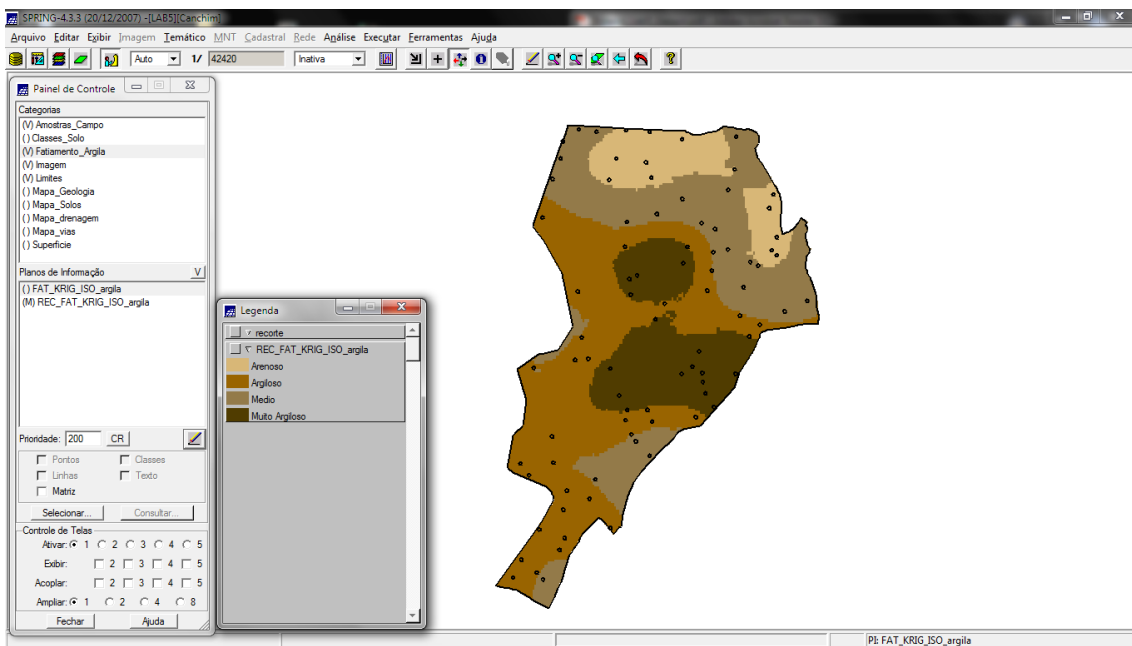 SPRING-4.3.3 (20/12/2007) -[LAB5][Canchim]
Arquivo Editar Exibir Imagem Temático MNT Cadastral Rede Análise Executar Ferramentas Ajuda
Auto 1/ 42420 Inativa
Painel de Controle
Categorias
(V) Amostras_Campo
( ) Classes_Solo
(V) Fatiamento_Argila
(V) Imagem
(V) Limites
( ) Mapa_Geologia
( ) Mapa_Solos
( ) Mapa_drenagem
( ) Mapa_vias
( ) Superficie
Planos de Informação V
( ) FAT_KRIG_ISO_argila
(M) REC_FAT_KRIG_ISO_argila
Prioridade: 200 CR
Pontos Classes
Linhas Texto
Matriz
Selecionar... Consultar...
Controle de Telas
Ativar: 1 2 3 4 5
Exibir: 2 3 4 5
Acoplar: 2 3 4 5
Ampliar: 1 2 4 8
Fechar Ajuda
Legenda
recorte
REC_FAT_KRIG_ISO_argila
Arenoso
Argiloso
Medio
Muito Argiloso
PI: FAT_KRIG_ISO_argila